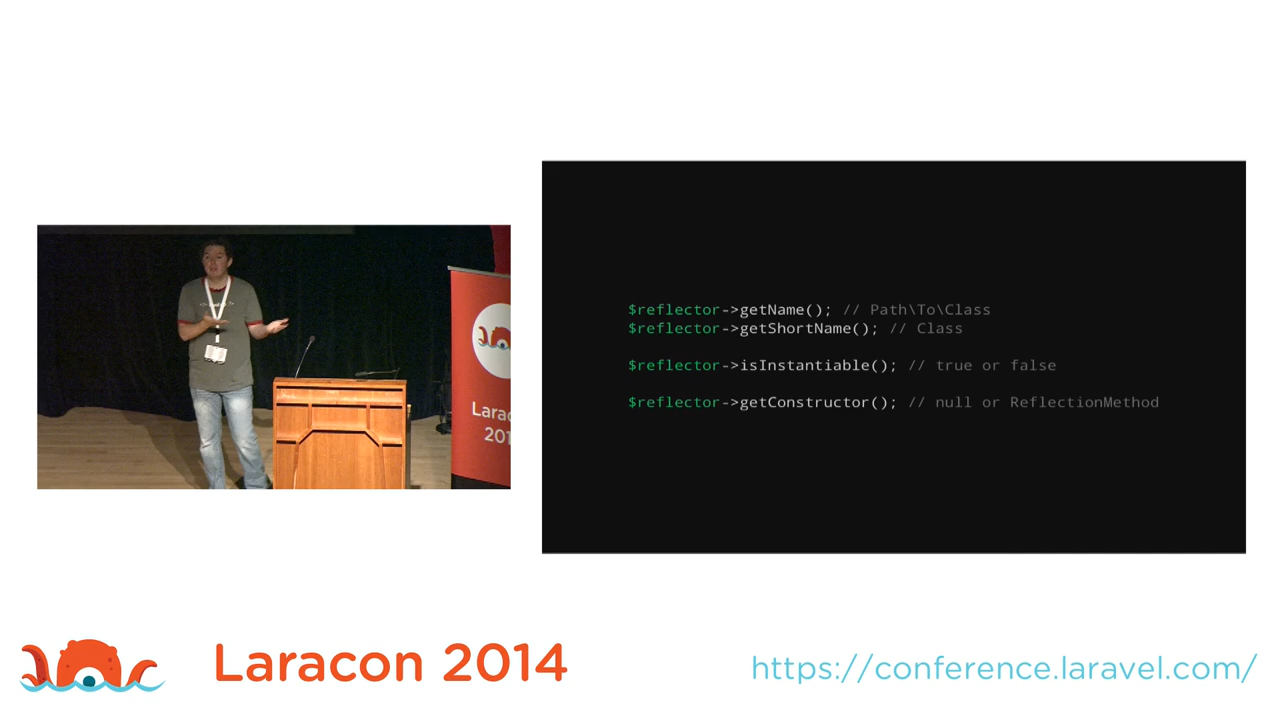 $reflector->getName(); // Path\To\Class
$reflector->getShortName(); // Class
$reflector->isInstantiable(); // true or false
$reflector->getConstructor(); // null or ReflectionMethod
Laracon 2014
https://conference.laravel.com/